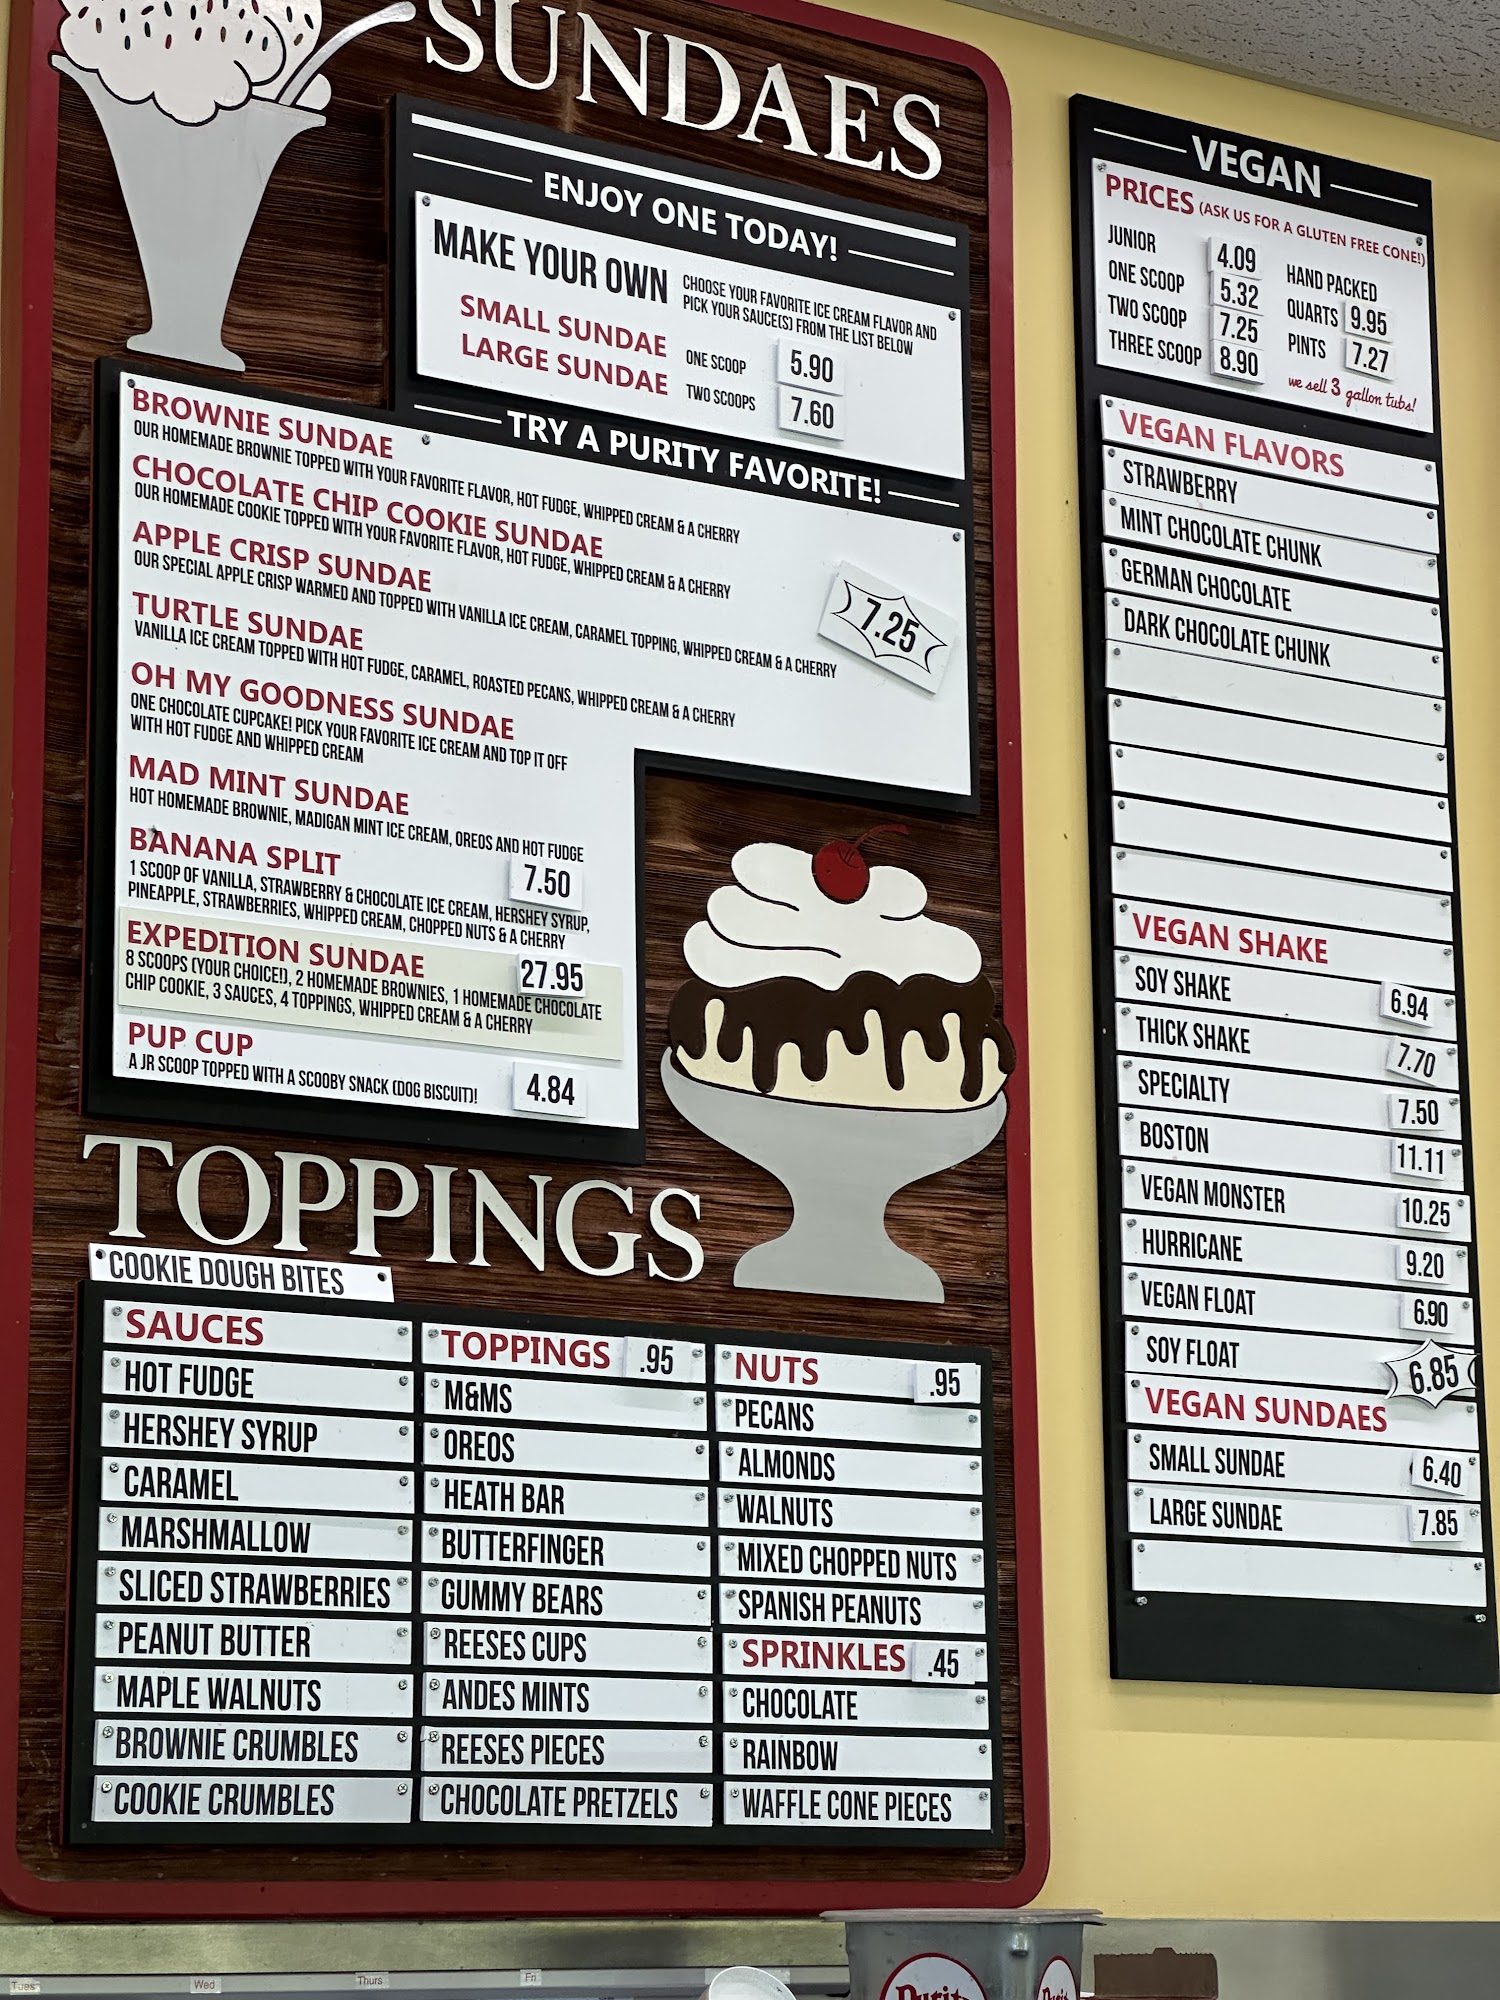 SUNDAES
ENJOY ONE TODAY!
MAKE YOUR OWN
CHOOSE YOUR FAVORITE ICE CREAM FLAVOR AND
PICK YOUR SAUCE(S) FROM THE LIST BELOW
SMALL SUNDAE ONE SCOOP 5.90
LARGE SUNDAE TWO SCOOPS 7.60
TRY A PURITY FAVORITE!
BROWNIE SUNDAE
OUR HOMEMADE BROWNIE TOPPED WITH YOUR FAVORITE FLAVOR, HOT FUDGE, WHIPPED CREAM & A CHERRY
CHOCOLATE CHIP COOKIE SUNDAE
OUR HOMEMADE COOKIE TOPPED WITH YOUR FAVORITE FLAVOR, HOT FUDGE, WHIPPED CREAM & A CHERRY
APPLE CRISP SUNDAE
OUR SPECIAL APPLE CRISP WARMED AND TOPPED WITH VANILLA ICE CREAM, CARAMEL TOPPING, WHIPPED CREAM & A CHERRY
7.25
TURTLE SUNDAE
VANILLA ICE CREAM TOPPED WITH HOT FUDGE, CARAMEL, ROASTED PECANS, WHIPPED CREAM & A CHERRY
OH MY GOODNESS SUNDAE
ONE CHOCOLATE CUPCAKE! PICK YOUR FAVORITE ICE CREAM AND TOP IT OFF
WITH HOT FUDGE AND WHIPPED CREAM
MAD MINT SUNDAE
HOT HOMEMADE BROWNIE, MADIGAN MINT ICE CREAM, OREOS AND HOT FUDGE
BANANA SPLIT 7.50
1 SCOOP OF VANILLA, STRAWBERRY & CHOCOLATE ICE CREAM, HERSHEY SYRUP,
PINEAPPLE, STRAWBERRIES, WHIPPED CREAM, CHOPPED NUTS & A CHERRY
EXPEDITION SUNDAE 27.95
8 SCOOPS (YOUR CHOICE!), 2 HOMEMADE BROWNIES, 1 HOMEMADE CHOCOLATE
CHIP COOKIE, 3 SAUCES, 4 TOPPINGS, WHIPPED CREAM & A CHERRY
PUP CUP
A JR SCOOP TOPPED WITH A SCOOBY SNACK (DOG BISCUIT)! 4.84
TOPPINGS
COOKIE DOUGH BITES
SAUCES
HOT FUDGE
HERSHEY SYRUP
CARAMEL
MARSHMALLOW
SLICED STRAWBERRIES
PEANUT BUTTER
MAPLE WALNUTS
BROWNIE CRUMBLES
COOKIE CRUMBLES
TOPPINGS .95
M&MS
OREOS
HEATH BAR
BUTTERFINGER
GUMMY BEARS
REESES CUPS
ANDES MINTS
REESES PIECES
CHOCOLATE PRETZELS
NUTS .95
PECANS
ALMONDS
WALNUTS
MIXED CHOPPED NUTS
SPANISH PEANUTS
SPRINKLES .45
CHOCOLATE
RAINBOW
WAFFLE CONE PIECES
VEGAN
PRICES (ASK US FOR A GLUTEN FREE CONE!)
JUNIOR 4.09
ONE SCOOP 5.32
TWO SCOOP 7.25
THREE SCOOP 8.90
HAND PACKED
QUARTS 9.95
PINTS 7.27
we sell 3 gallon tubs!
VEGAN FLAVORS
STRAWBERRY
MINT CHOCOLATE CHUNK
GERMAN CHOCOLATE
DARK CHOCOLATE CHUNK
VEGAN SHAKE
SOY SHAKE 6.94
THICK SHAKE 7.70
SPECIALTY 7.50
BOSTON 11.11
VEGAN MONSTER 10.25
HURRICANE 9.20
VEGAN FLOAT 6.90
SOY FLOAT 6.85
VEGAN SUNDAES
SMALL SUNDAE 6.40
LARGE SUNDAE 7.85
Tues
Wed
Thurs
Fri
Purity